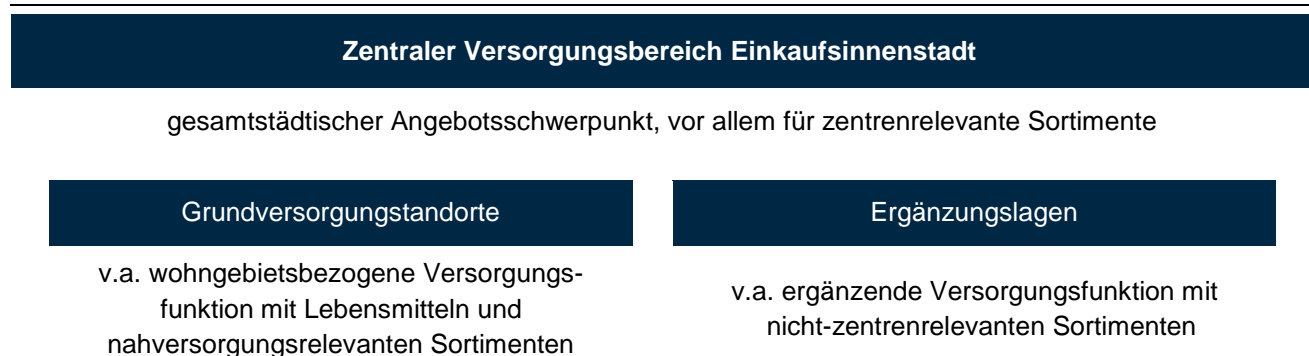 Zentraler Versorgungsbereich Einkaufsinnenstadt
gesamtstädtischer Angebotsschwerpunkt, vor allem für zentrenrelevante Sortimente
Grundversorgungstandorte
v.a. wohngebietsbezogene Versorgungs-
funktion mit Lebensmitteln und
nahversorgungsrelevanten Sortimenten
Ergänzungslagen
v.a. ergänzende Versorgungsfunktion mit
nicht-zentrenrelevanten Sortimenten